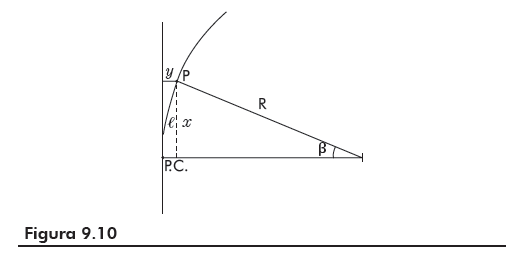 y P
R
ℓ x
β
P.C.
Figura 9.10